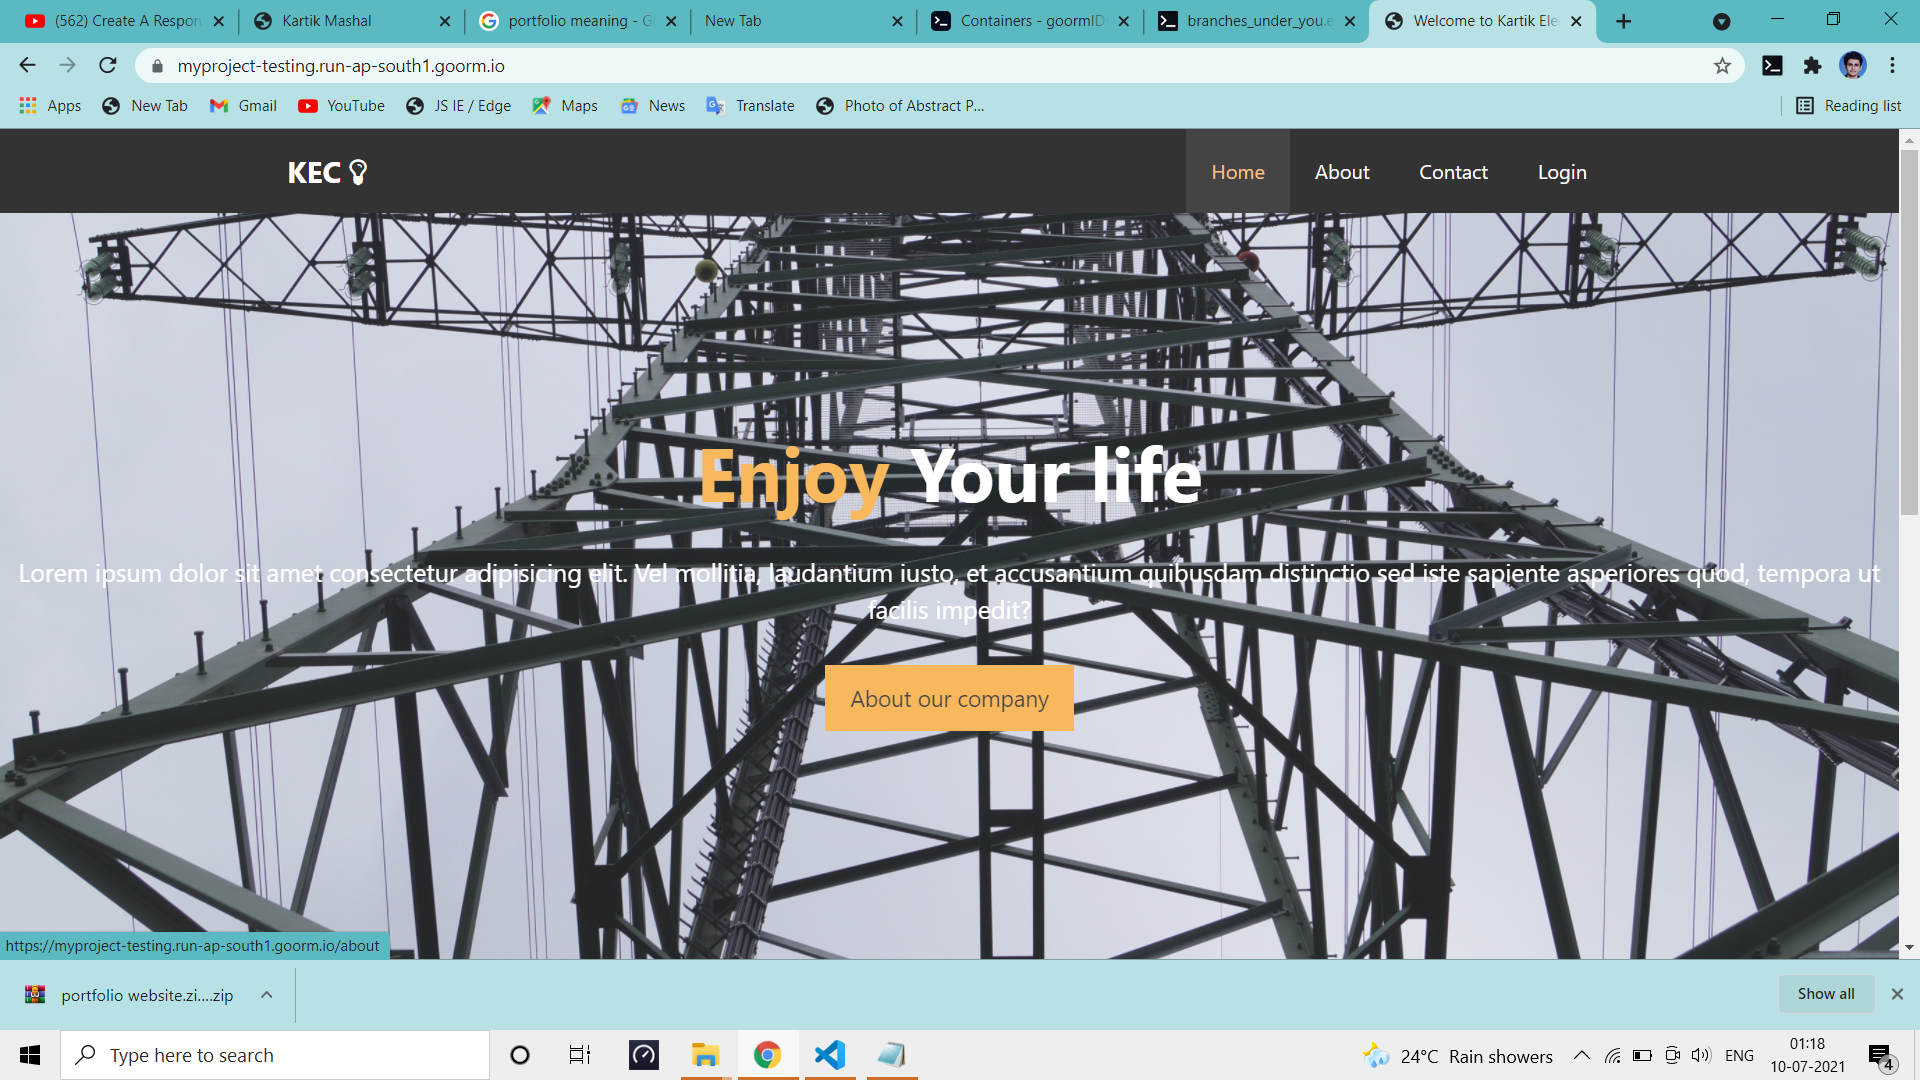 (562) Create A Respon
Kartik Mashal
portfolio meaning - G
New Tab
Containers - goormID
branches_under_you.e
Welcome to Kartik Ele
myproject-testing.run-ap-south1.goorm.io
Apps
New Tab
Gmail
YouTube
JS IE / Edge
Maps
News
Translate
Photo of Abstract P...
Reading list
KEC
Home
About
Contact
Login
Enjoy Your life
Lorem ipsum dolor sit amet consectetur adipisicing elit. Vel mollitia, laudantium iusto, et accusantium quibusdam distinctio sed iste sapiente asperiores quod, tempora ut
facilis impedit?
About our company
https://myproject-testing.run-ap-south1.goorm.io/about
portfolio website.zi....zip
Show all
Type here to search
24°C Rain showers
ENG
01:18
10-07-2021
4